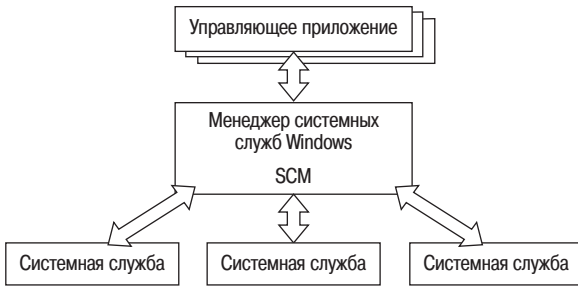 Управляющее приложение
Менеджер системных
служб Windows
SCM
Системная служба
Системная служба
Системная служба